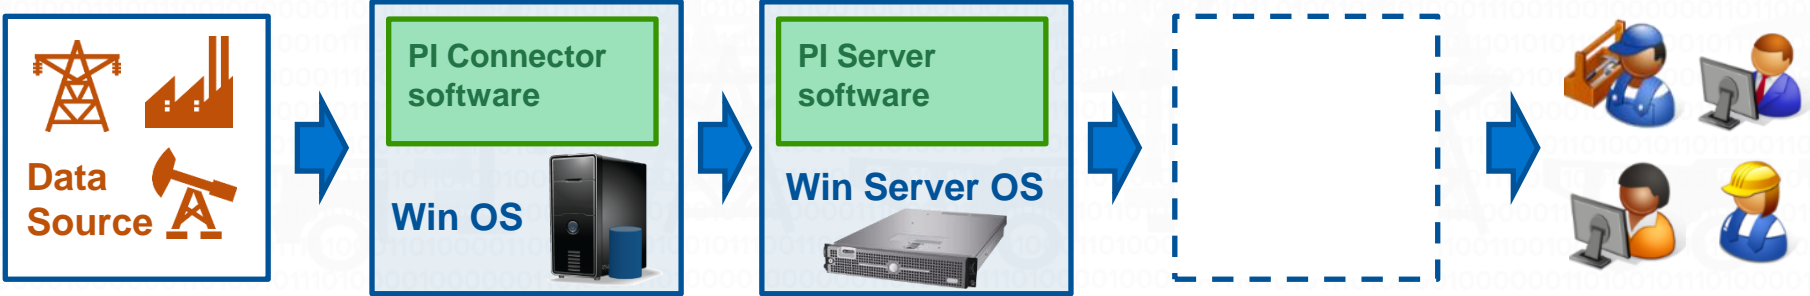 Data
Source
PI Connector
software
Win OS
PI Server
software
Win Server OS